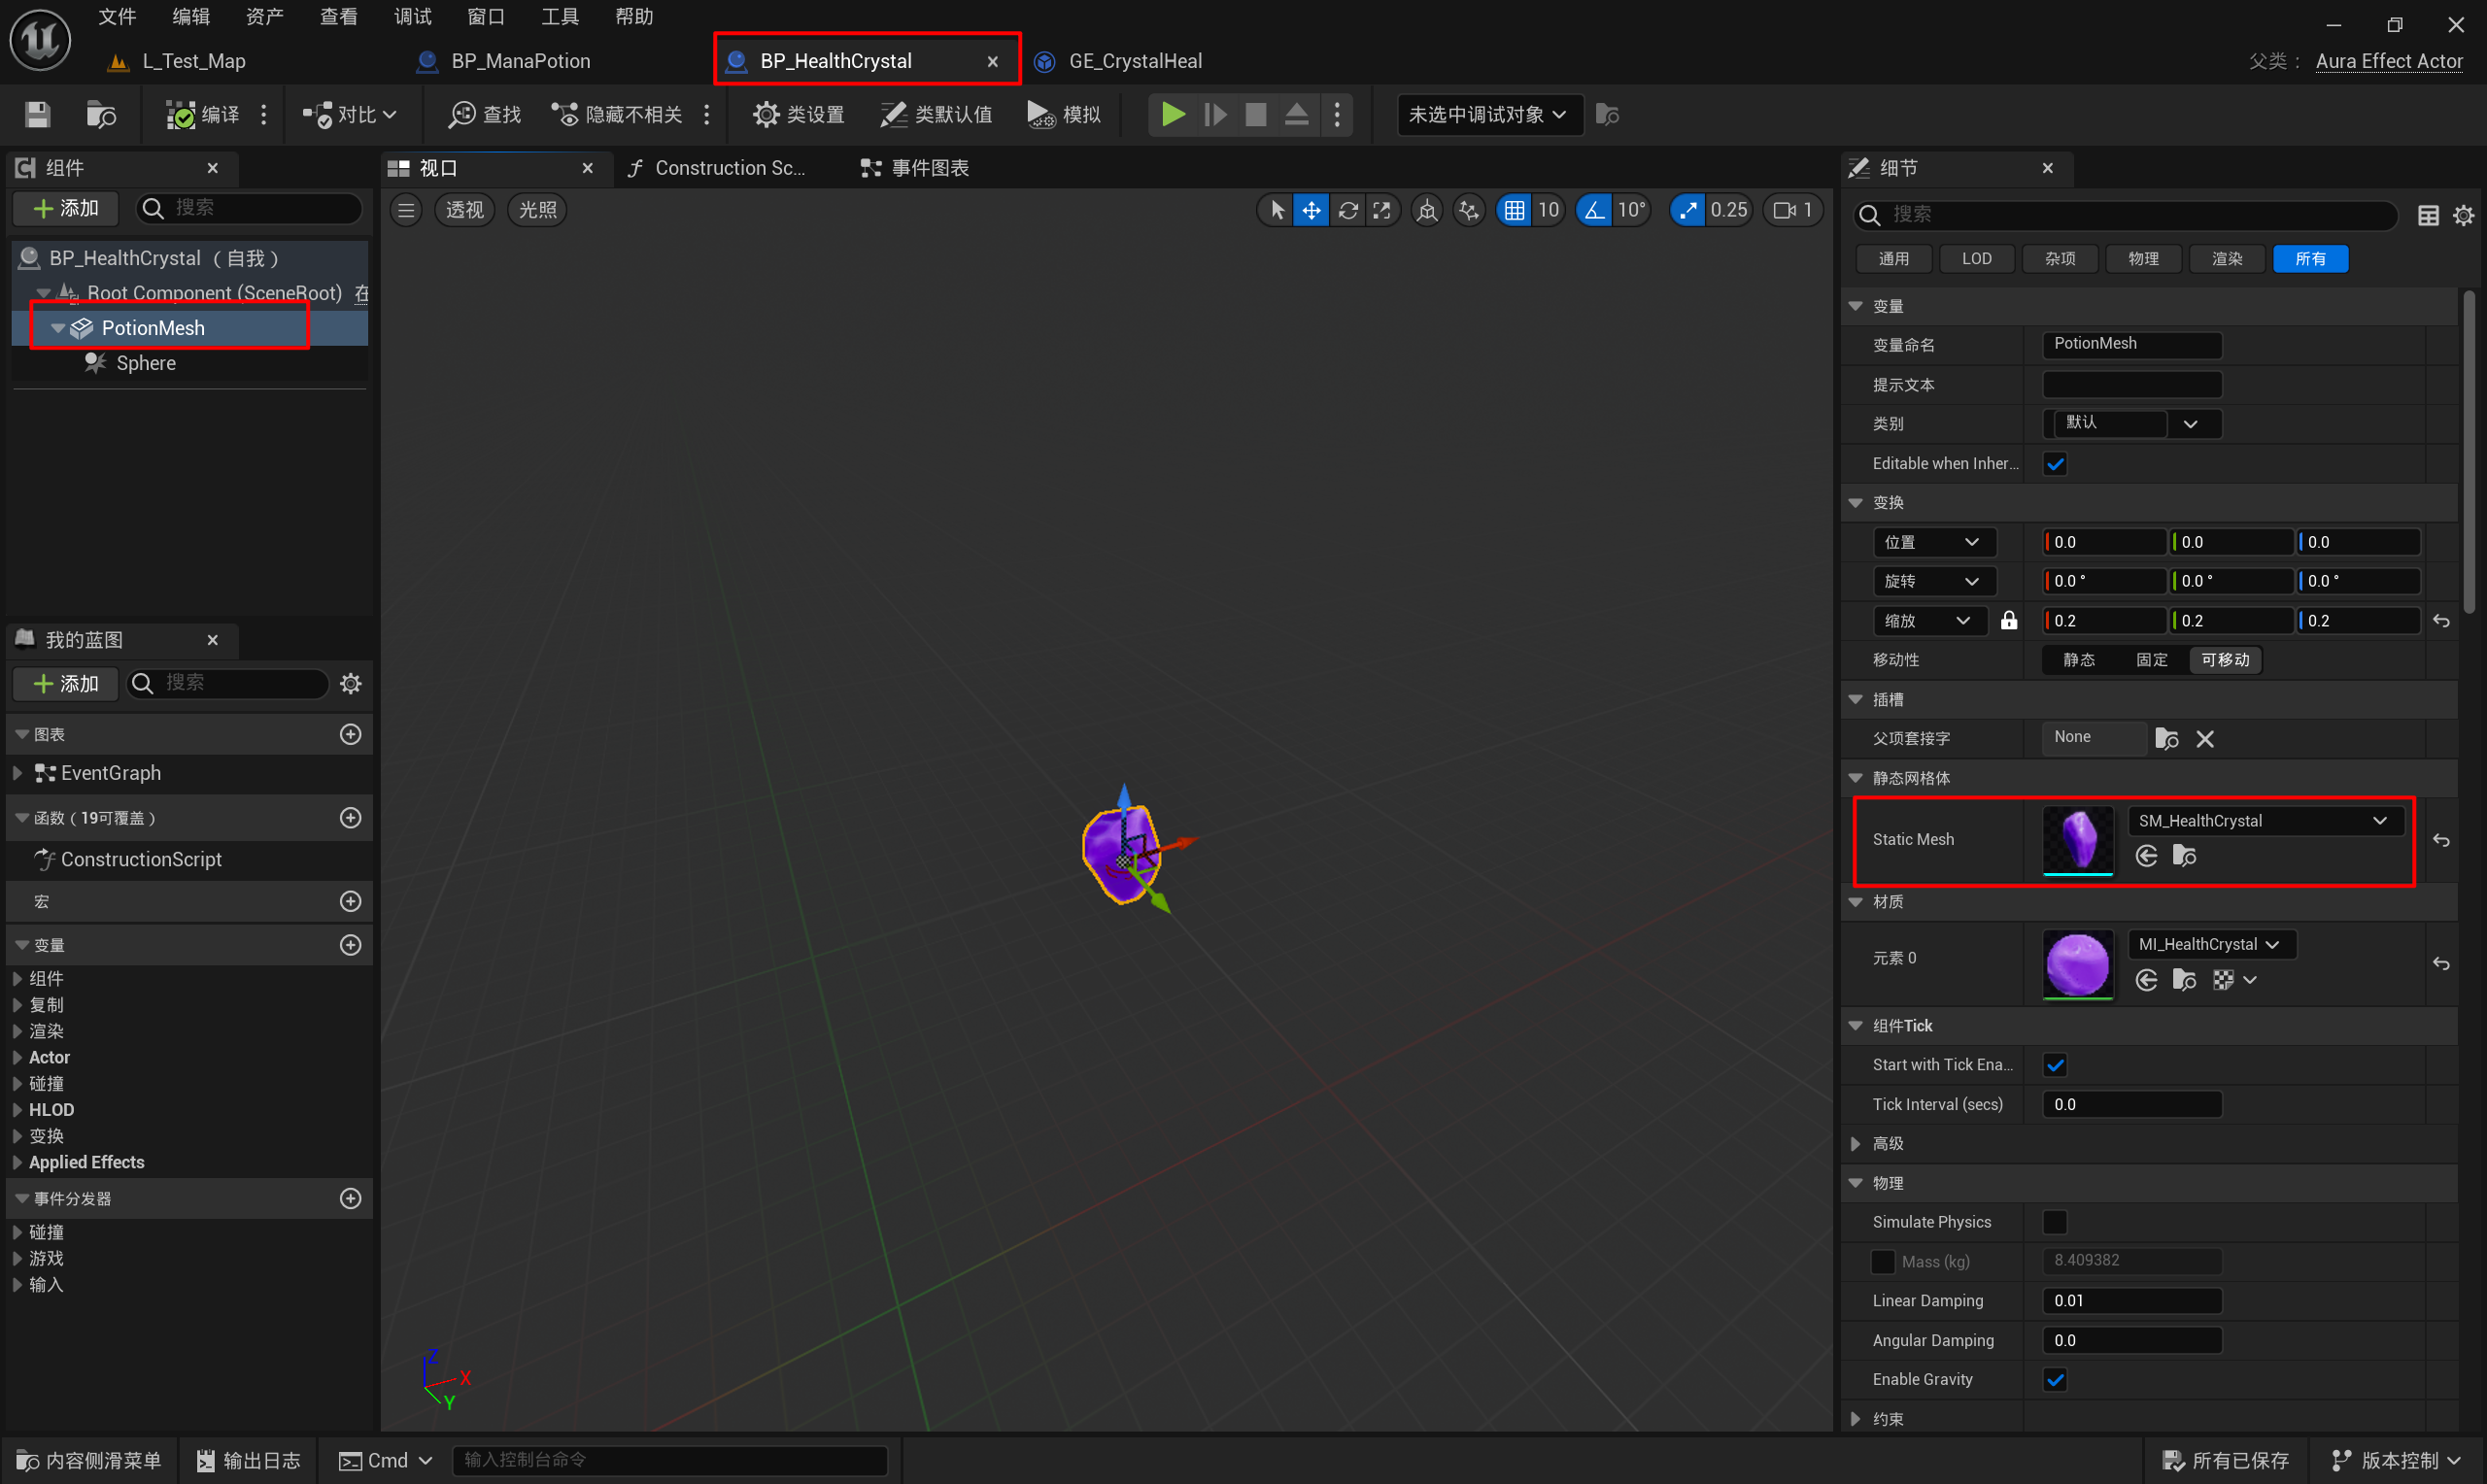 文件 编辑 资产 查看 调试 窗口 工具 帮助
L_Test_Map BP_ManaPotion BP_HealthCrystal GE_CrystalHeal 父类： Aura Effect Actor
编译 对比 查找 隐藏不相关 类设置 类默认值 模拟 未选中调试对象
组件
添加 搜索
BP_HealthCrystal （自我）
Root Component (SceneRoot) 在
PotionMesh
Sphere
我的蓝图
添加 搜索
图表
EventGraph
函数（19可覆盖）
ConstructionScript
宏
变量
组件
复制
渲染
Actor
碰撞
HLOD
变换
Applied Effects
事件分发器
碰撞
游戏
输入
视口 Construction Sc... 事件图表
透视 光照 10 10° 0.25 1
Z
X
Y
细节
搜索
通用 LOD 杂项 物理 渲染 所有
变量
变量命名 PotionMesh
提示文本
类别 默认
Editable when Inher...
变换
位置 0.0 0.0 0.0
旋转 0.0 ° 0.0 ° 0.0 °
缩放 0.2 0.2 0.2
移动性 静态 固定 可移动
插槽
父项套接字 None
静态网格体
Static Mesh SM_HealthCrystal
材质
元素 0 MI_HealthCrystal
组件Tick
Start with Tick Ena...
Tick Interval (secs) 0.0
高级
物理
Simulate Physics
Mass (kg) 8.409382
Linear Damping 0.01
Angular Damping 0.0
Enable Gravity
约束
内容侧滑菜单 输出日志 Cmd 输入控制台命令 所有已保存 版本控制